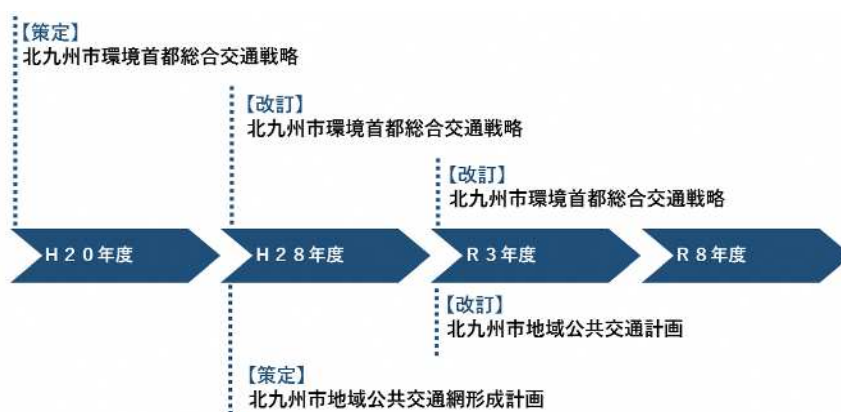 【策定】
北九州市環境首都総合交通戦略
【改訂】
北九州市環境首都総合交通戦略
【改訂】
北九州市環境首都総合交通戦略
H20年度
H28年度
R3年度
R8年度
【改訂】
北九州市地域公共交通計画
【策定】
北九州市地域公共交通網形成計画